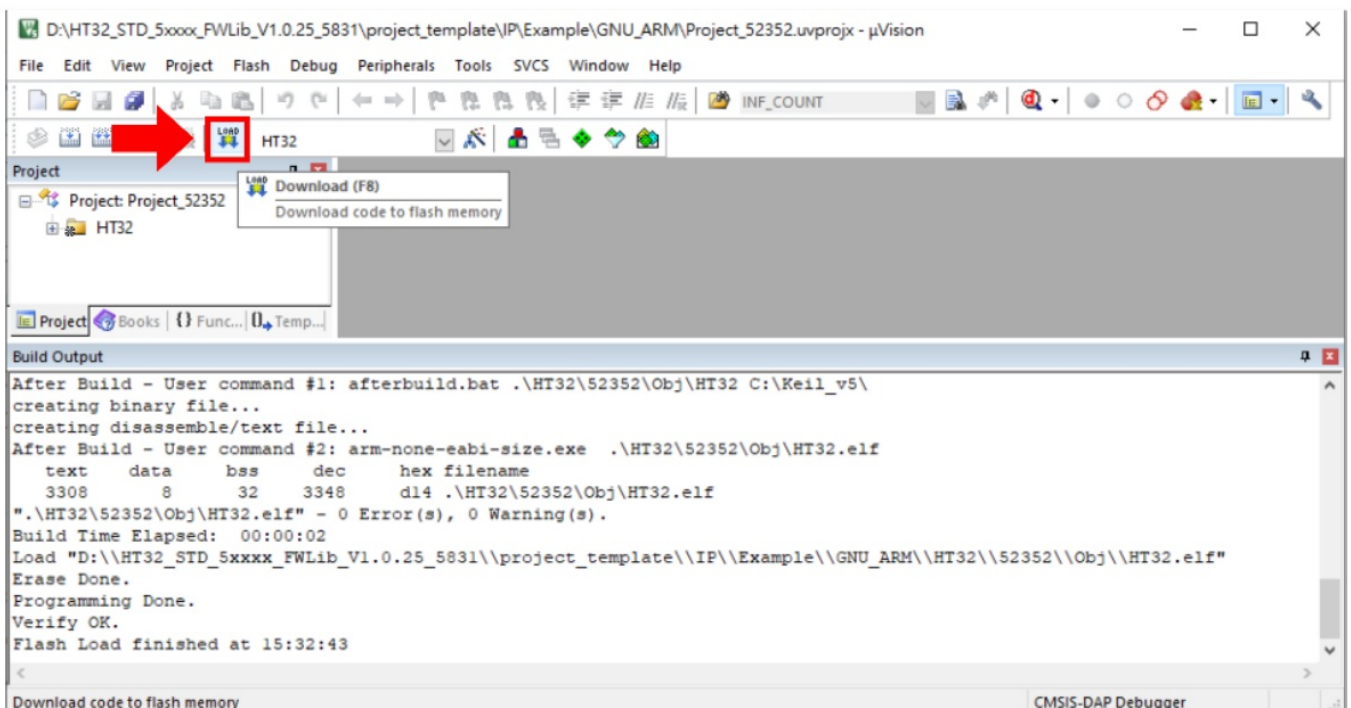 D:\HT32_STD_5xxxx_FWLib_V1.0.25_5831\project_template\IP\Example\GNU_ARM\Project_52352.uvprojx - µVision
File Edit View Project Flash Debug Peripherals Tools SVCS Window Help
INF_COUNT
LOAD HT32
Project
Project: Project_52352
HT32
LOAD Download (F8)
Download code to flash memory
Project Books {} Func... 0 Temp...
Build Output
After Build - User command #1: afterbuild.bat .\HT32\52352\Obj\HT32 C:\Keil_v5\
creating binary file...
creating disassemble/text file...
After Build - User command #2: arm-none-eabi-size.exe .\HT32\52352\Obj\HT32.elf
text data bss dec hex filename
3308 8 32 3348 d14 .\HT32\52352\Obj\HT32.elf
".\HT32\52352\Obj\HT32.elf" - 0 Error(s), 0 Warning(s).
Build Time Elapsed: 00:00:02
Load "D:\\HT32_STD_5xxxx_FWLib_V1.0.25_5831\\project_template\\IP\\Example\\GNU_ARM\\HT32\\52352\\Obj\\HT32.elf"
Erase Done.
Programming Done.
Verify OK.
Flash Load finished at 15:32:43
Download code to flash memory CMSIS-DAP Debugger